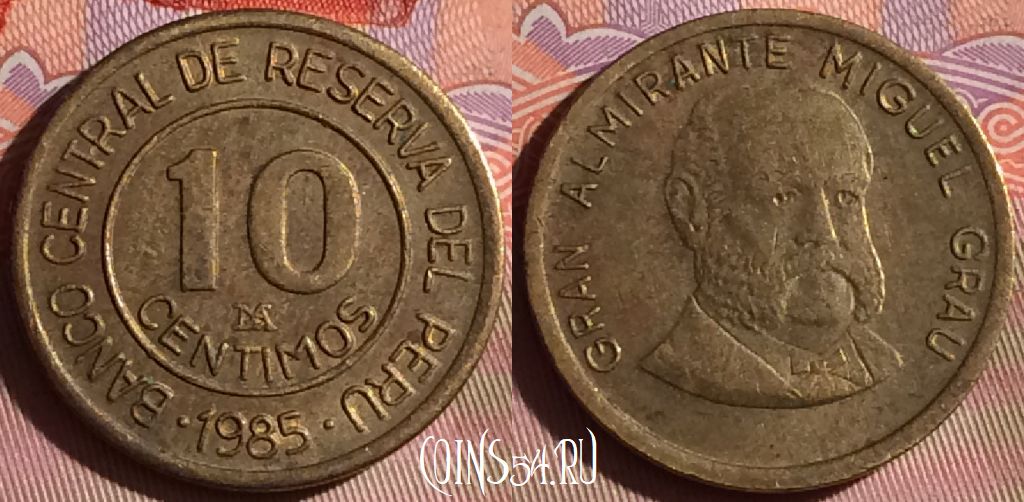 BANCO CENTRAL DE RESERVA DEL PERU
10
CENTIMOS
· 1985 ·
GRAN ALMIRANTE MIGUEL GRAU
COINS54.RU